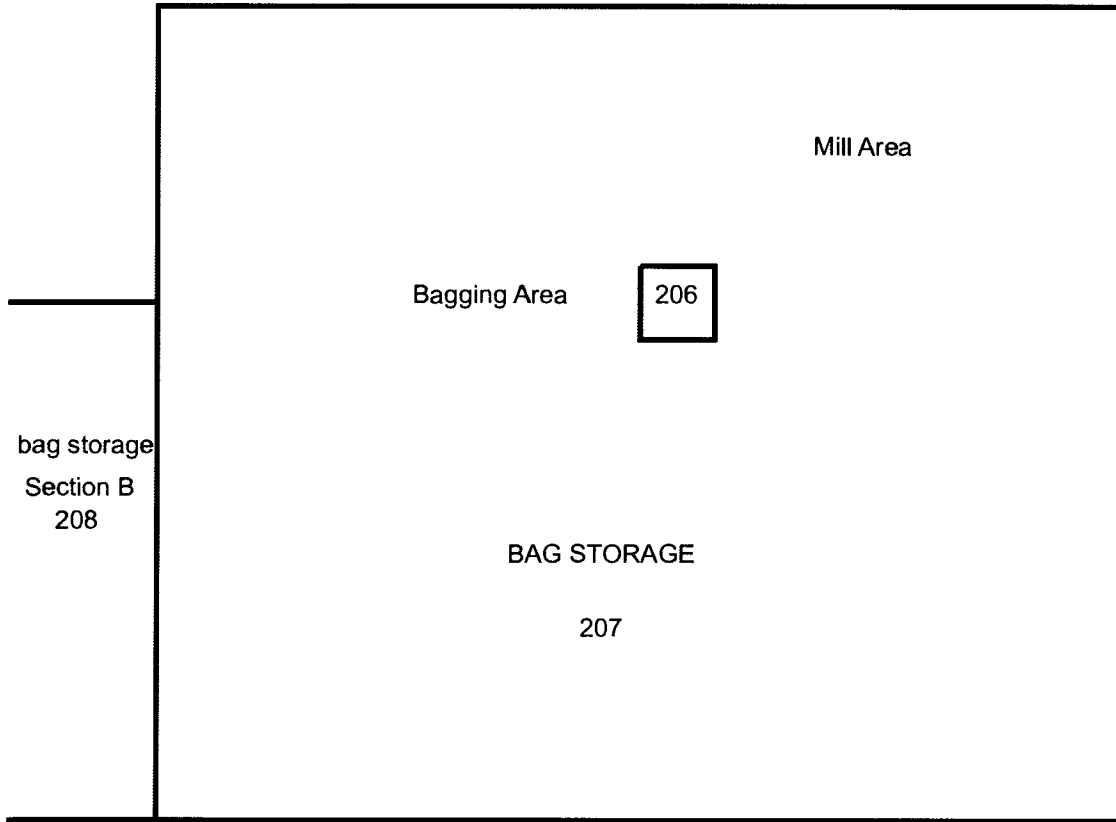 Mill Area
Bagging Area
206
bag storage
Section B
208
BAG STORAGE
207